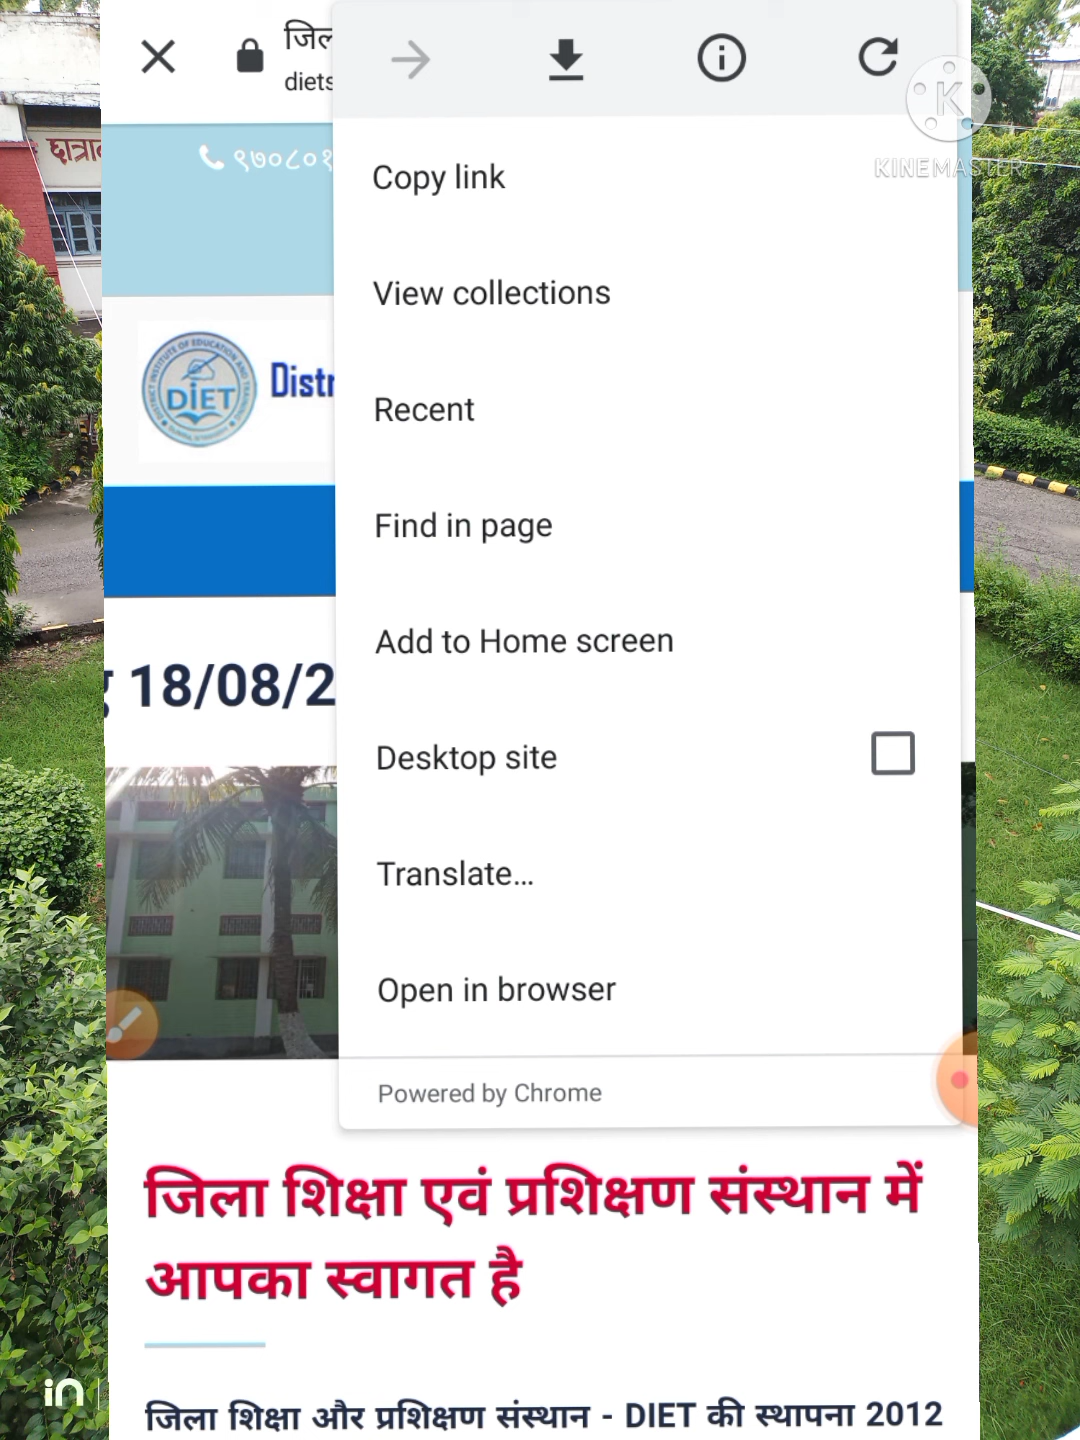 जिल
diets
९७०८०१
Copy link
KINEMASTER
View collections
DIET
Distr
Recent
Find in page
Add to Home screen
18/08/2
Desktop site
Translate...
Open in browser
Powered by Chrome
जिला शिक्षा एवं प्रशिक्षण संस्थान में
आपका स्वागत है
जिला शिक्षा और प्रशिक्षण संस्थान - DIET की स्थापना 2012